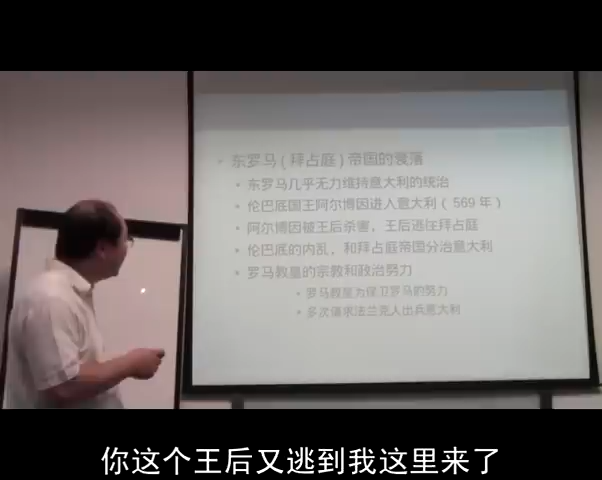 东罗马(拜占庭)帝国的衰落
东罗马几乎无力维持意大利的统治
伦巴底国王阿尔博因进入意大利(569年)
阿尔博因被王后杀害，王后逃往拜占庭
伦巴底的内乱，和拜占庭帝国分治意大利
罗马教皇的宗教和政治努力
罗马教皇为保卫罗马的努力
多次请求法兰克人出兵意大利
你这个王后又逃到我这里来了